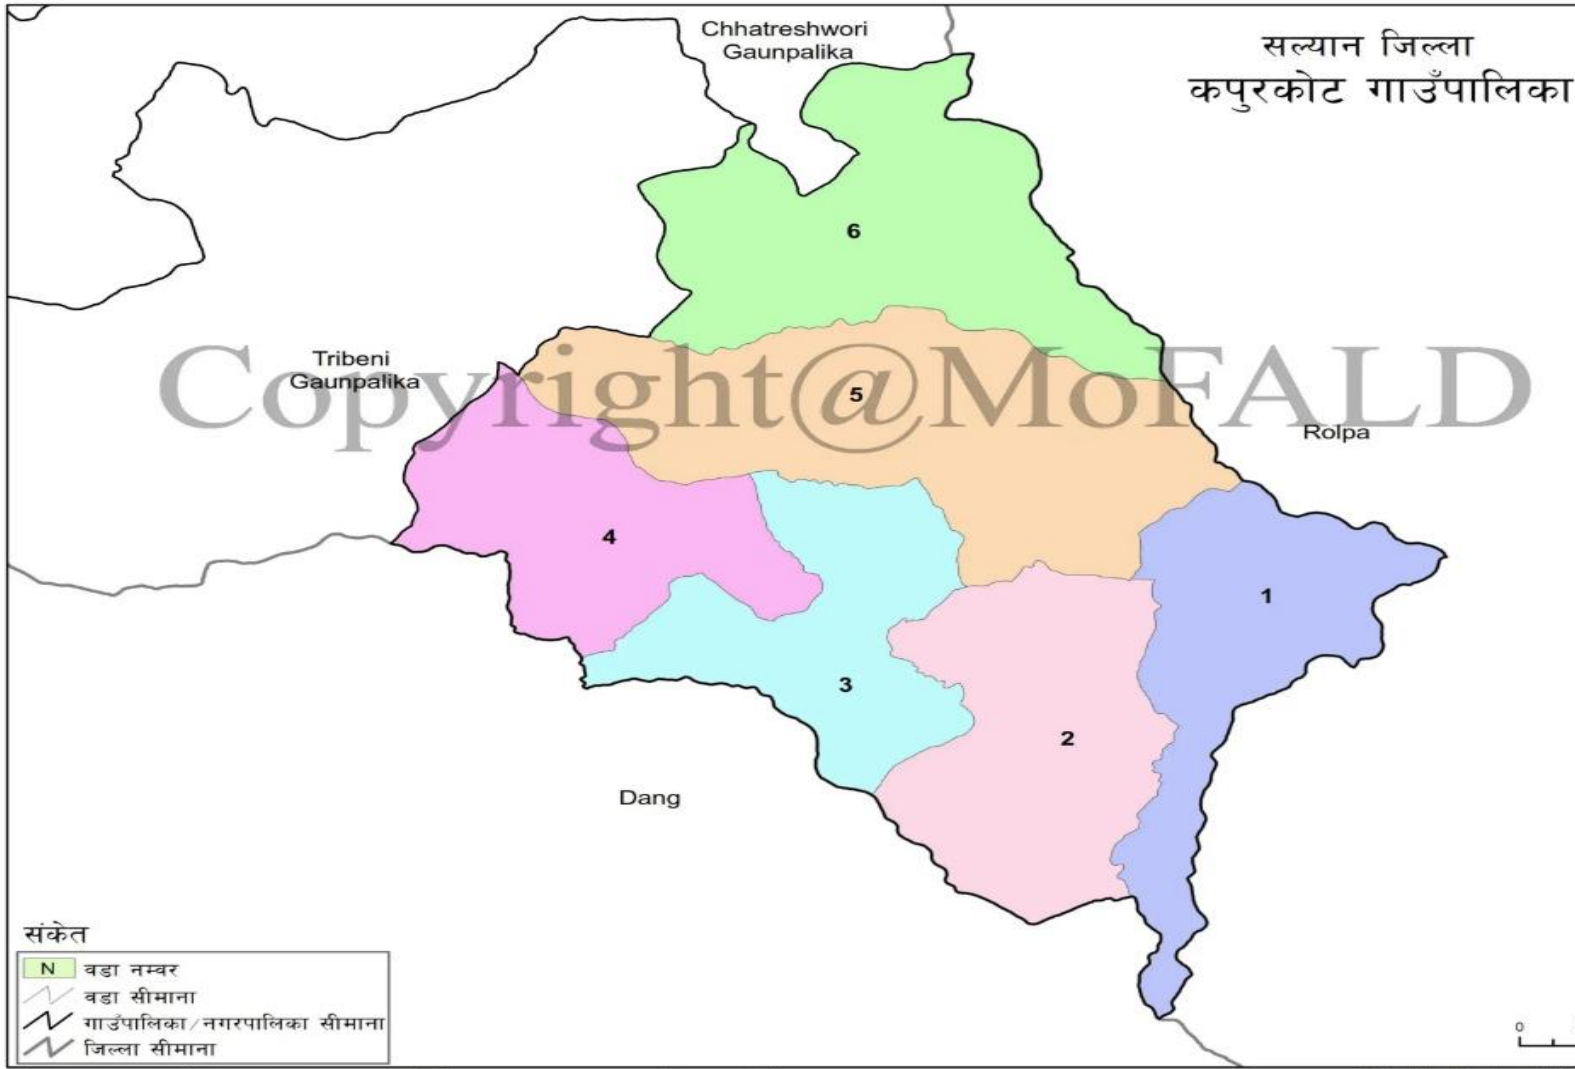 Chhatreshwori
Gaunpalika
सल्यान जिल्ला
कपुरकोट गाउँपालिका
6
Tribeni
Gaunpalika
Copyright@MoFALD
5
Rolpa
4
1
3
2
Dang
संकेत
N वडा नम्वर
वडा सीमाना
गाउँपालिका/नगरपालिका सीमाना
जिल्ला सीमाना
0